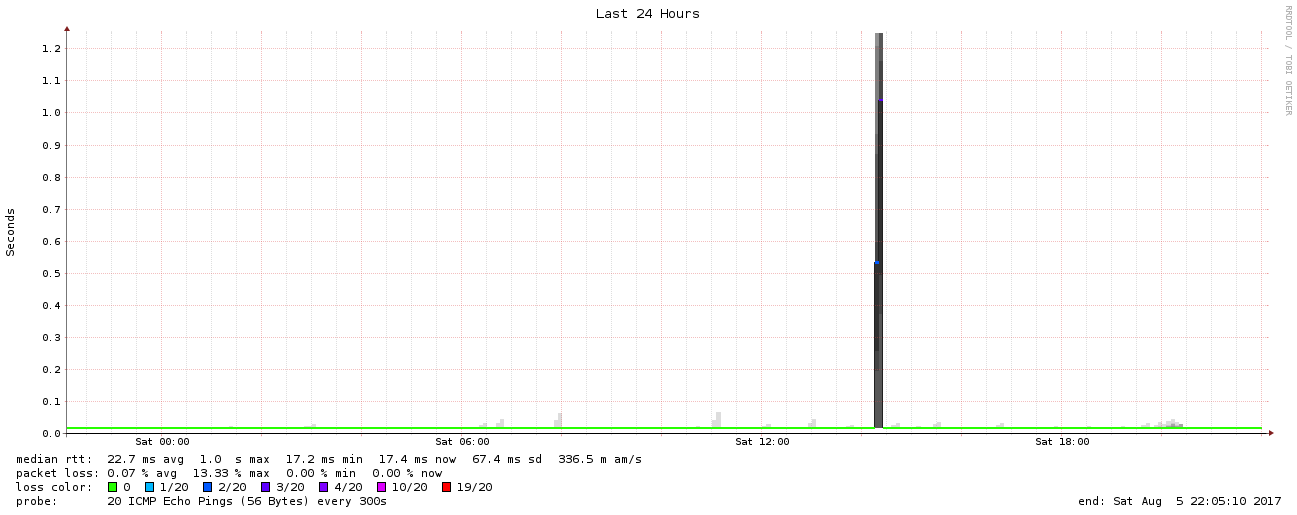 Last 24 Hours
RRDTOOL / TOBI OETIKER
Seconds
1.2
1.1
1.0
0.9
0.8
0.7
0.6
0.5
0.4
0.3
0.2
0.1
0.0
Sat 00:00 Sat 06:00 Sat 12:00 Sat 18:00
median rtt: 22.7 ms avg 1.0 s max 17.2 ms min 17.4 ms now 67.4 ms sd 336.5 m am/s
packet loss: 0.07 % avg 13.33 % max 0.00 % min 0.00 % now
loss color: 0 1/20 2/20 3/20 4/20 10/20 19/20
probe: 20 ICMP Echo Pings (56 Bytes) every 300s end: Sat Aug 5 22:05:10 2017